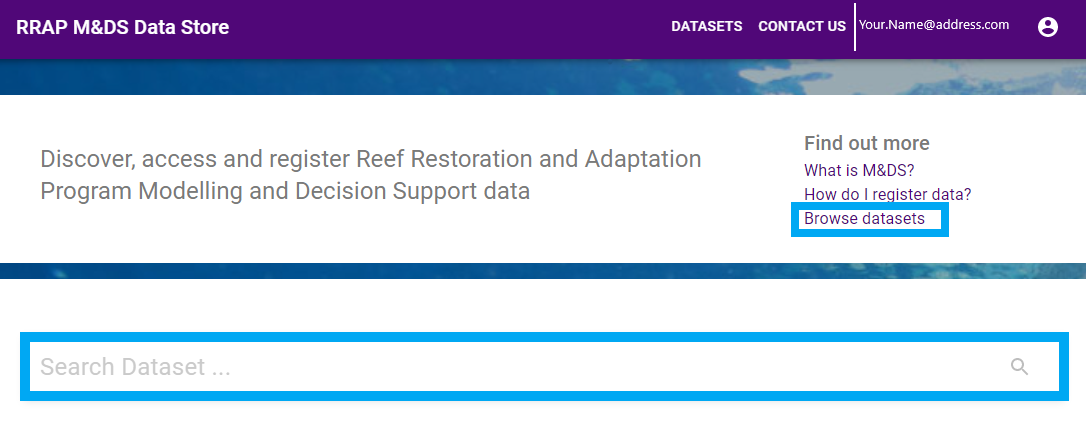 RRAP M&DS Data Store
DATASETS CONTACT US Your.Name@address.com
Discover, access and register Reef Restoration and Adaptation
Program Modelling and Decision Support data
Find out more
What is M&DS?
How do I register data?
Browse datasets
Search Dataset ...